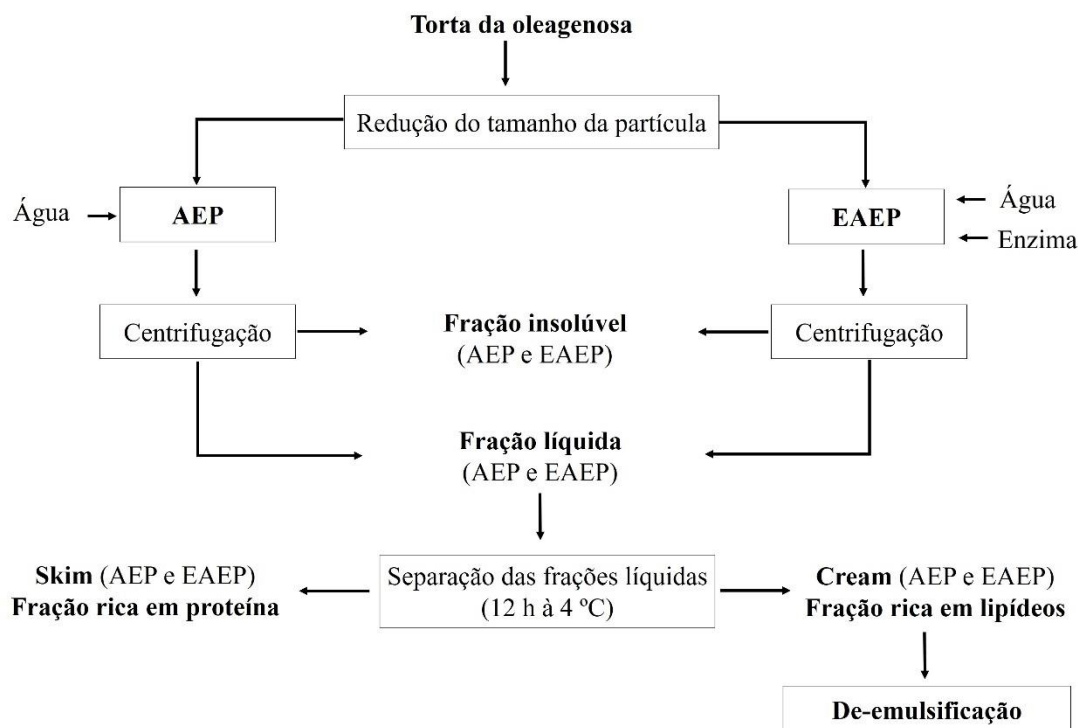 Torta da oleagenosa
Redução do tamanho da partícula
Água
AEP
EAEP
Água
Enzima
Centrifugação
Fração insolúvel
(AEP e EAEP)
Centrifugação
Fração líquida
(AEP e EAEP)
Skim (AEP e EAEP)
Fração rica em proteína
Separação das frações líquidas
(12 h à 4 ºC)
Cream (AEP e EAEP)
Fração rica em lipídeos
De-emulsificação